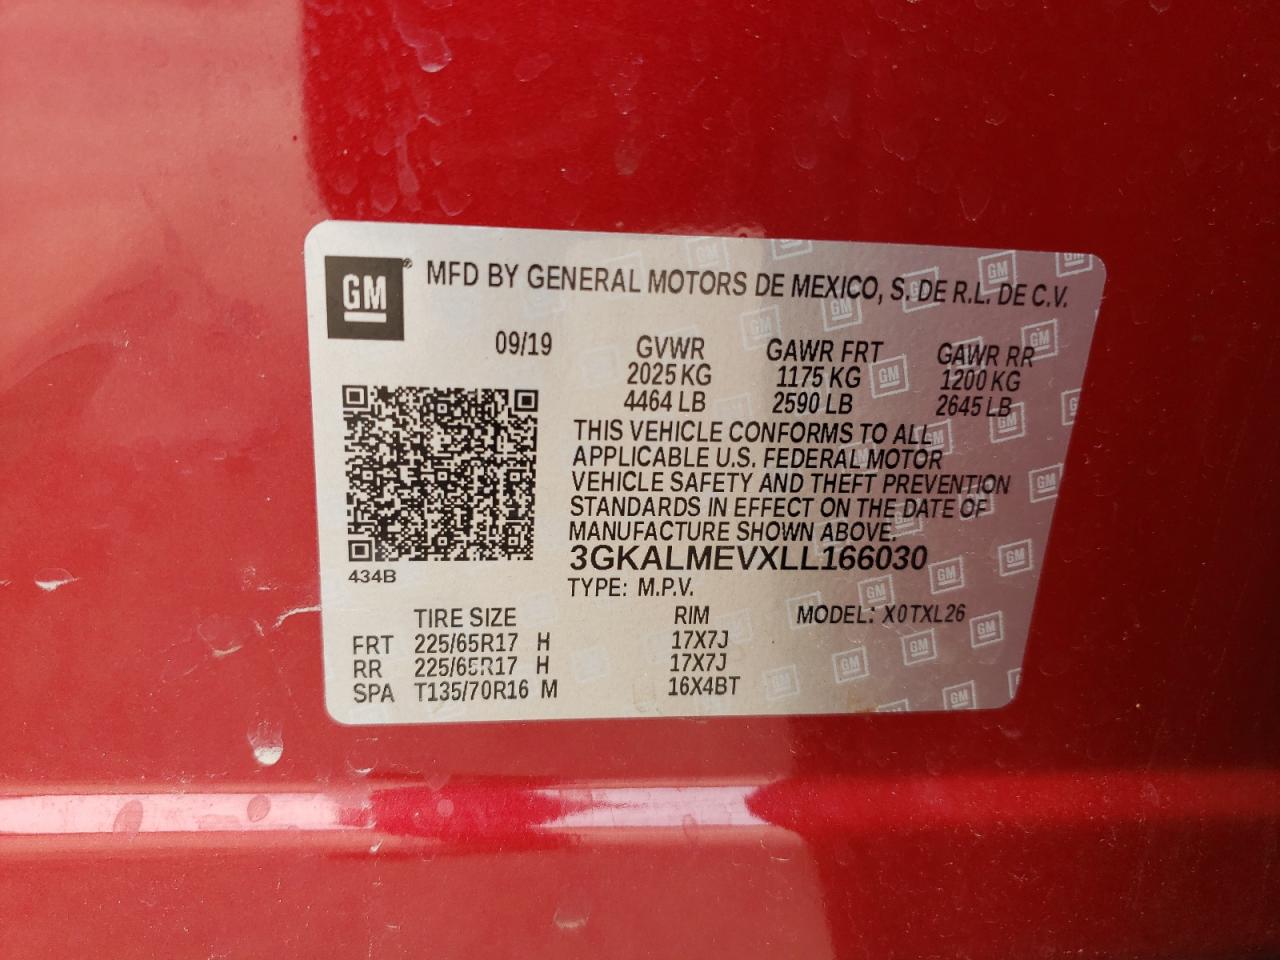 GM® MFD BY GENERAL MOTORS DE MEXICO, S. DE R.L. DE C.V.
09/19 GVWR GAWR FRT GAWR RR
2025 KG 1175 KG 1200 KG
4464 LB 2590 LB 2645 LB
THIS VEHICLE CONFORMS TO ALL
APPLICABLE U.S. FEDERAL MOTOR
VEHICLE SAFETY AND THEFT PREVENTION
STANDARDS IN EFFECT ON THE DATE OF
MANUFACTURE SHOWN ABOVE.
3GKALMEVXLL166030
434B
TYPE: M.P.V.
TIRE SIZE RIM MODEL: X0TXL26
FRT 225/65R17 H 17X7J
RR 225/65R17 H 17X7J
SPA T135/70R16 M 16X4BT